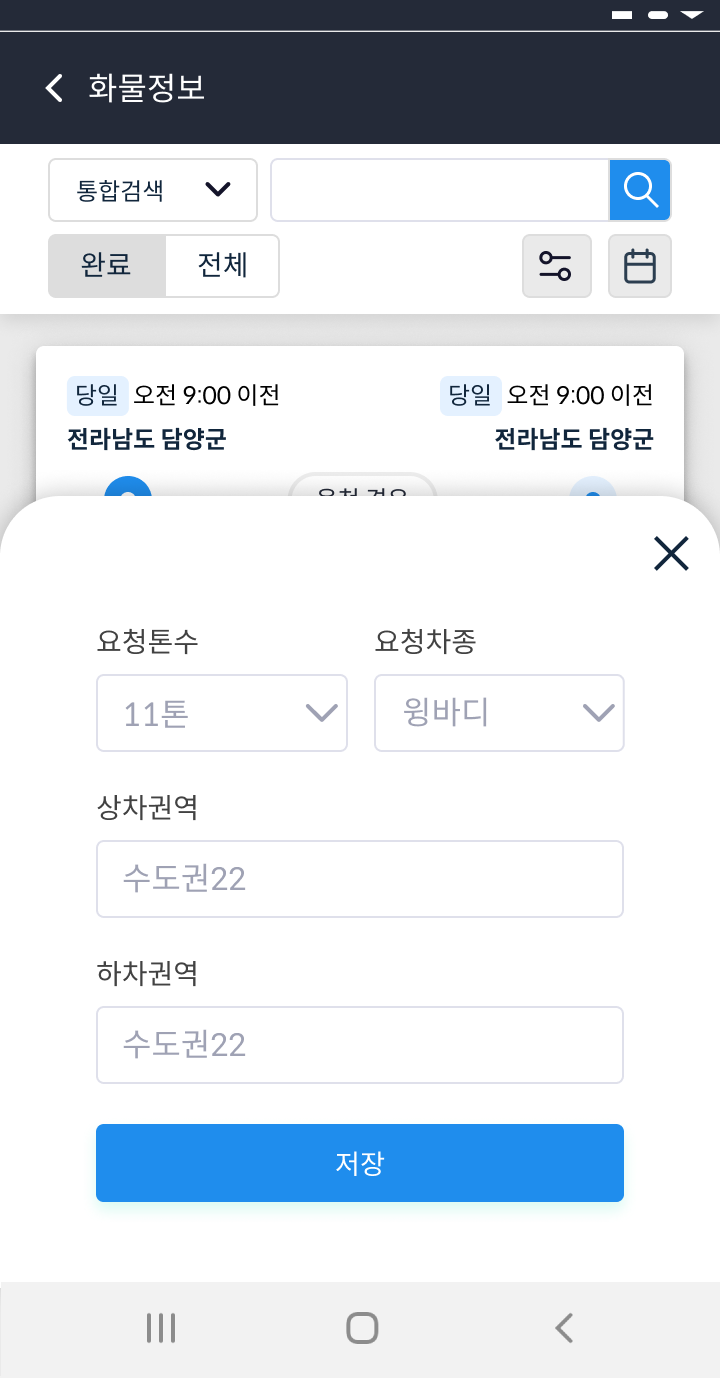 화물정보
통합검색
완료 전체
당일 오전 9:00 이전 당일 오전 9:00 이전
전라남도 담양군 전라남도 담양군
요청톤수 요청차종
11톤 윙바디
상차권역
수도권22
하차권역
수도권22
저장